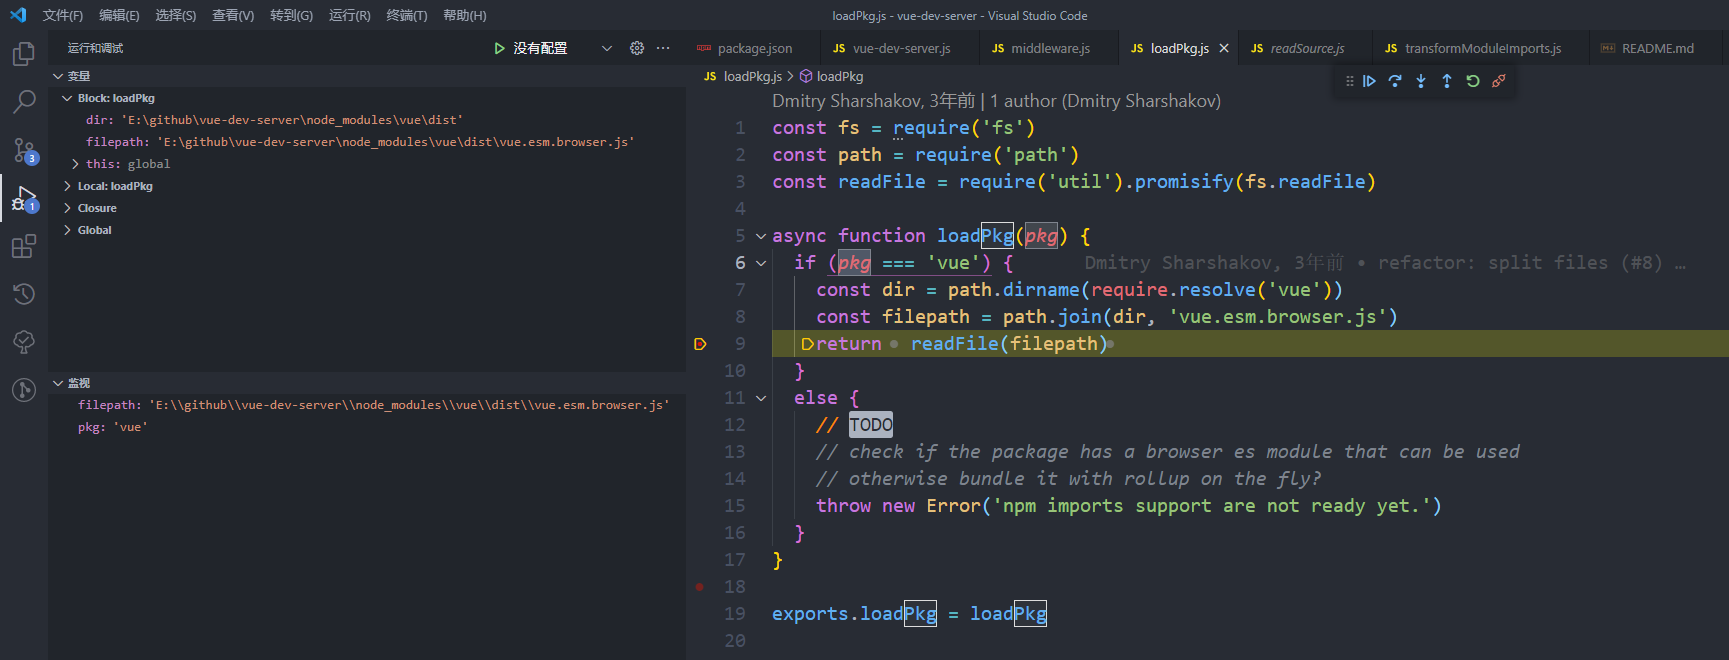 文件(F) 编辑(E) 选择(S) 查看(V) 转到(G) 运行(R) 终端(T) 帮助(H) loadPkg.js - vue-dev-server - Visual Studio Code
运行和调试 没有配置
package.json JS vue-dev-server.js JS middleware.js JS loadPkg.js JS readSource.js JS transformModuleImports.js README.md
变量
Block: loadPkg
dir: 'E:\github\vue-dev-server\node_modules\vue\dist'
filepath: 'E:\github\vue-dev-server\node_modules\vue\dist\vue.esm.browser.js'
this: global
Local: loadPkg
Closure
Global
监视
filepath: 'E:\\github\\vue-dev-server\\node_modules\\vue\\dist\\vue.esm.browser.js'
pkg: 'vue'
3
1
JS loadPkg.js > loadPkg
Dmitry Sharshakov, 3年前 | 1 author (Dmitry Sharshakov)
1 const fs = require('fs')
2 const path = require('path')
3 const readFile = require('util').promisify(fs.readFile)
4
5 async function loadPkg(pkg) {
6 if (pkg === 'vue') { Dmitry Sharshakov, 3年前 • refactor: split files (#8) …
7 const dir = path.dirname(require.resolve('vue'))
8 const filepath = path.join(dir, 'vue.esm.browser.js')
9 return readFile(filepath)
10 }
11 else {
12 // TODO
13 // check if the package has a browser es module that can be used
14 // otherwise bundle it with rollup on the fly?
15 throw new Error('npm imports support are not ready yet.')
16 }
17 }
18
19 exports.loadPkg = loadPkg
20